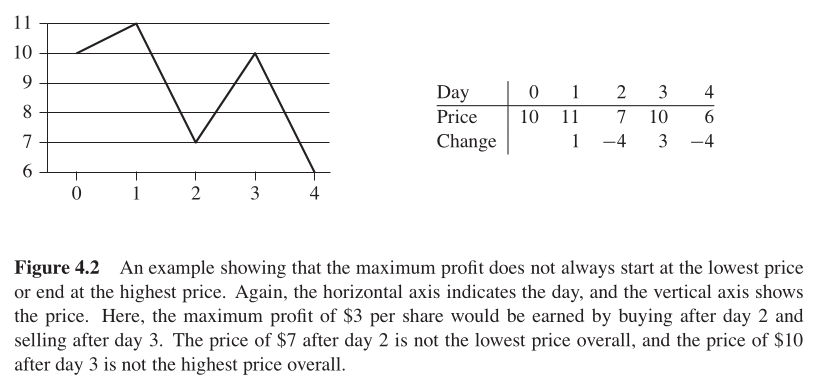 11
10
9
8
7
6
0 1 2 3 4
Day 0 1 2 3 4
Price 10 11 7 10 6
Change 1 −4 3 −4
Figure 4.2 An example showing that the maximum profit does not always start at the lowest price
or end at the highest price. Again, the horizontal axis indicates the day, and the vertical axis shows
the price. Here, the maximum profit of $3 per share would be earned by buying after day 2 and
selling after day 3. The price of $7 after day 2 is not the lowest price overall, and the price of $10
after day 3 is not the highest price overall.